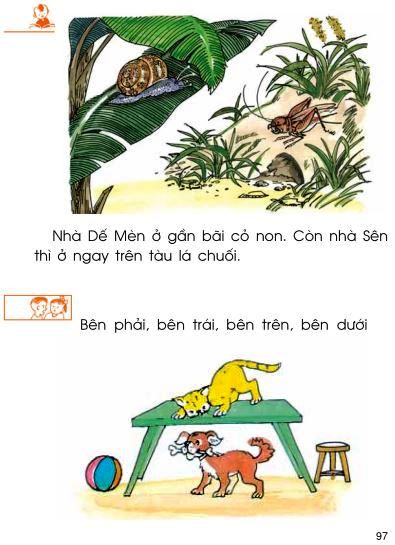 Nhà Dế Mèn ở gần bãi cỏ non. Còn nhà Sên
thì ở ngay trên tàu lá chuối.
Bên phải, bên trái, bên trên, bên dưới
97